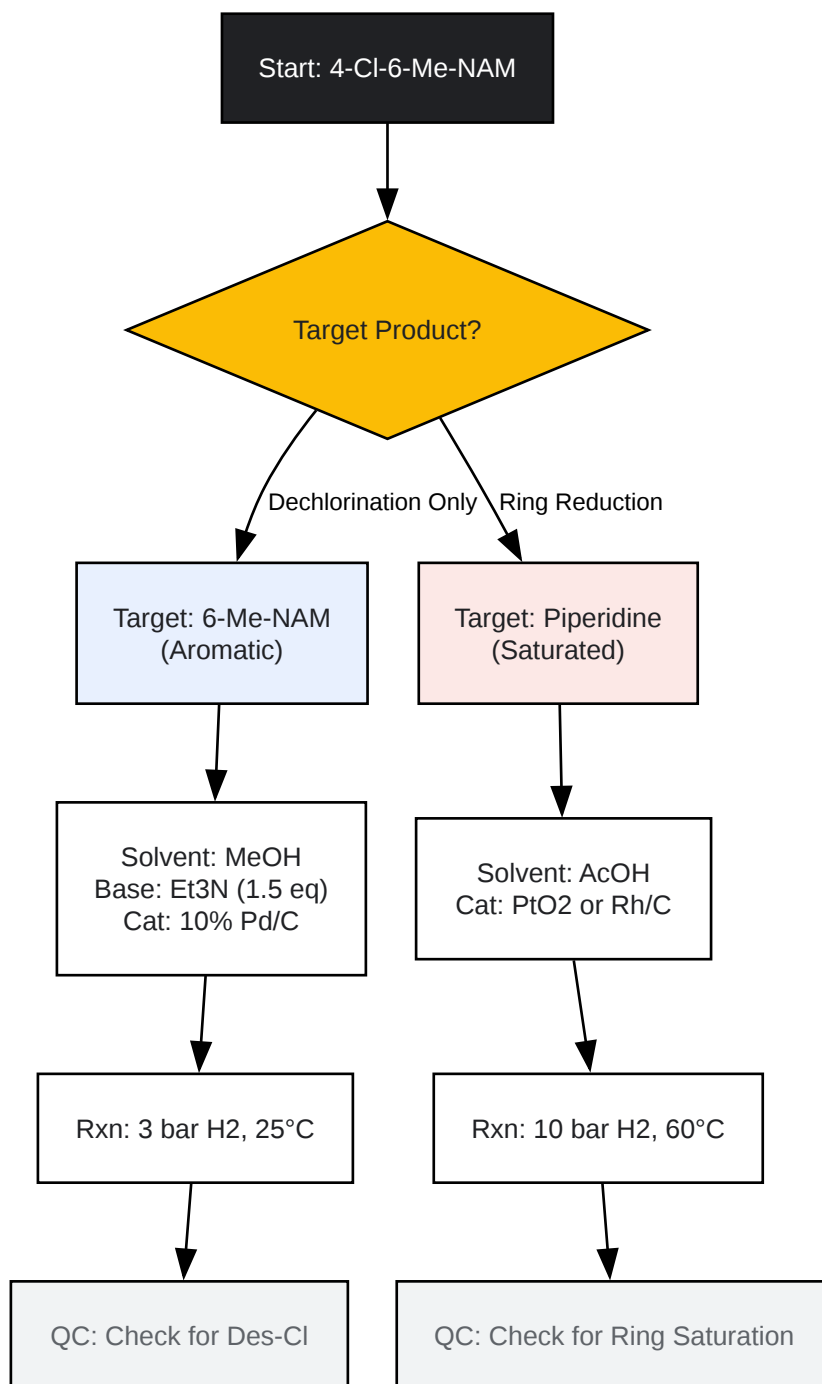 Start: 4-Cl-6-Me-NAM
Target Product?
Dechlorination Only
Ring Reduction
Target: 6-Me-NAM
(Aromatic)
Target: Piperidine
(Saturated)
Solvent: MeOH
Base: Et3N (1.5 eq)
Cat: 10% Pd/C
Solvent: AcOH
Cat: PtO2 or Rh/C
Rxn: 3 bar H2, 25°C
Rxn: 10 bar H2, 60°C
QC: Check for Des-Cl
QC: Check for Ring Saturation